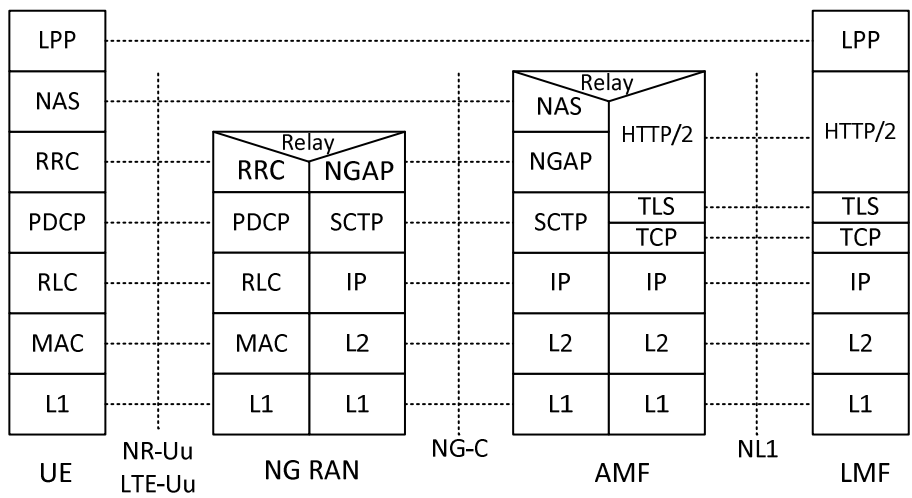 LPP LPP
Relay
NAS NAS HTTP/2 HTTP/2
Relay
RRC RRC NGAP NGAP
PDCP PDCP SCTP SCTP TLS TLS
TCP TCP
RLC RLC IP IP IP IP
MAC MAC L2 L2 L2 L2
L1 L1 L1 L1 L1 L1
NR-Uu NG-C NL1
LTE-Uu
UE NG RAN AMF LMF